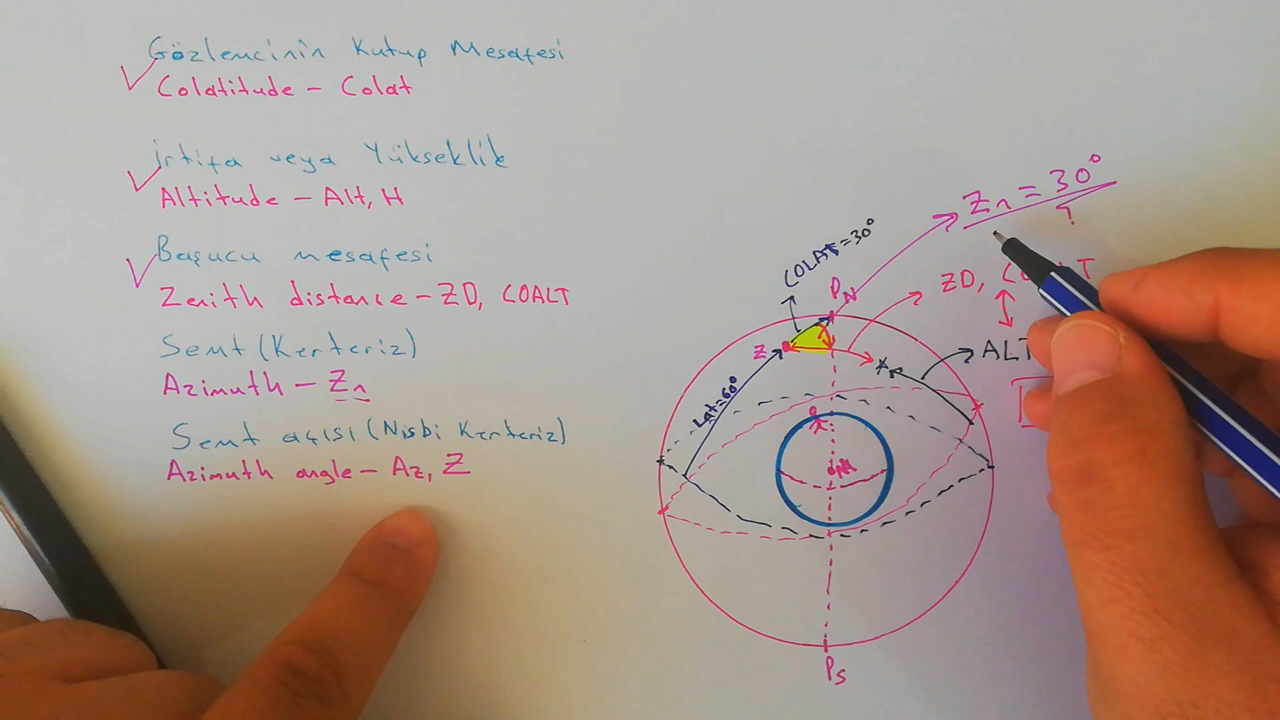 Gözlemcinin Kutup Mesafesi
Colatitude - Colat
İrtifa veya Yükseklik
Altitude - Alt, H
Başucu mesafesi
Zenith distance - ZD, COALT
Semt (Kerteriz)
Azimuth - Zn
Semt açısı (Nisbi Kerteriz)
Azimuth angle - Az, Z
Zn = 30°
?
COLAT = 30°
PN
ZD,
Z
ALT
Lat = 60°
Ps